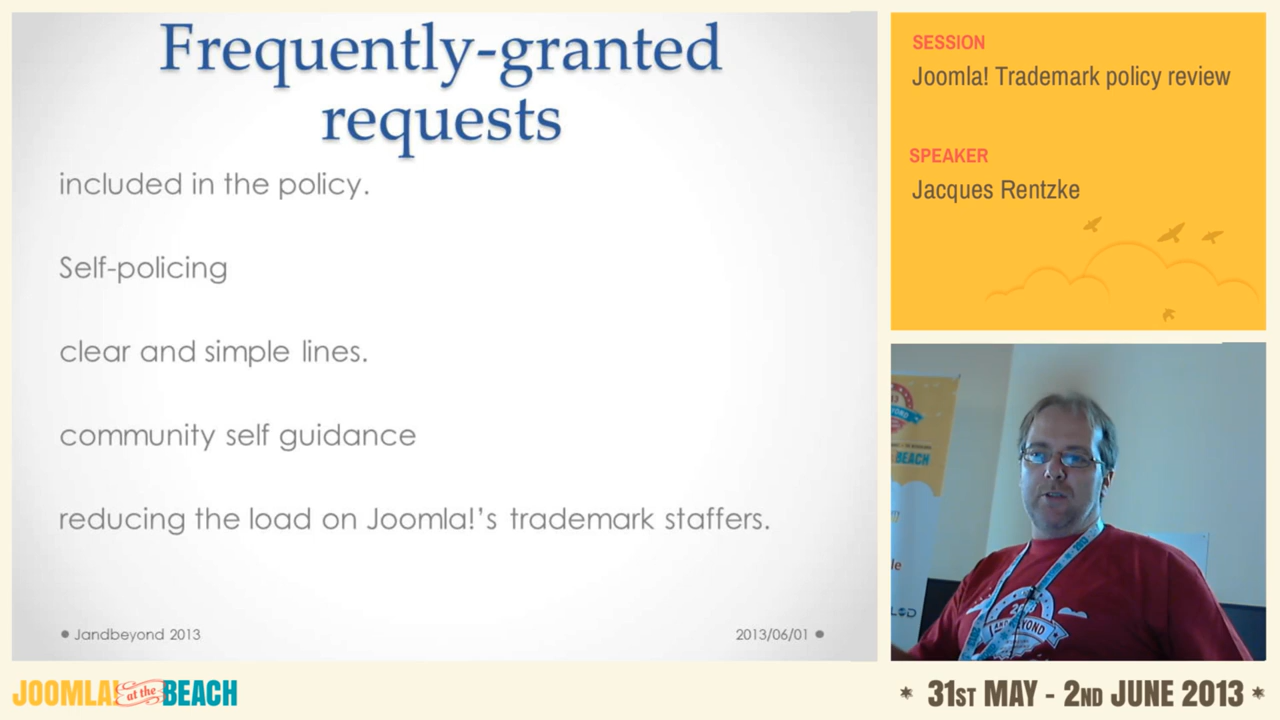 Frequently-granted
requests
included in the policy.
Self-policing
clear and simple lines.
community self guidance
reducing the load on Joomla!'s trademark staffers.
Jandbeyond 2013
2013/06/01
SESSION
Joomla! Trademark policy review
SPEAKER
Jacques Rentzke
BEACH
JOOMLA! at the BEACH
* 31ST MAY - 2ND JUNE 2013 *